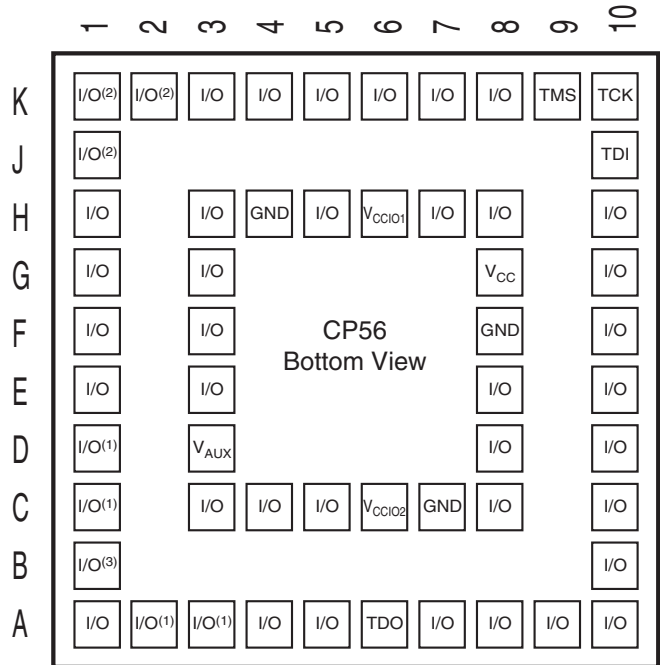 1 2 3 4 5 6 7 8 9 10
K I/O(2) I/O(2) I/O I/O I/O I/O I/O I/O TMS TCK
J I/O(2) TDI
H I/O I/O GND I/O VCCIO1 I/O I/O I/O
G I/O I/O VCC I/O
F I/O I/O CP56 GND I/O
Bottom View
E I/O I/O I/O I/O
D I/O(1) VAUX I/O I/O
C I/O(1) I/O I/O I/O VCCIO2 GND I/O I/O
B I/O(3) I/O
A I/O I/O(1) I/O(1) I/O I/O TDO I/O I/O I/O I/O